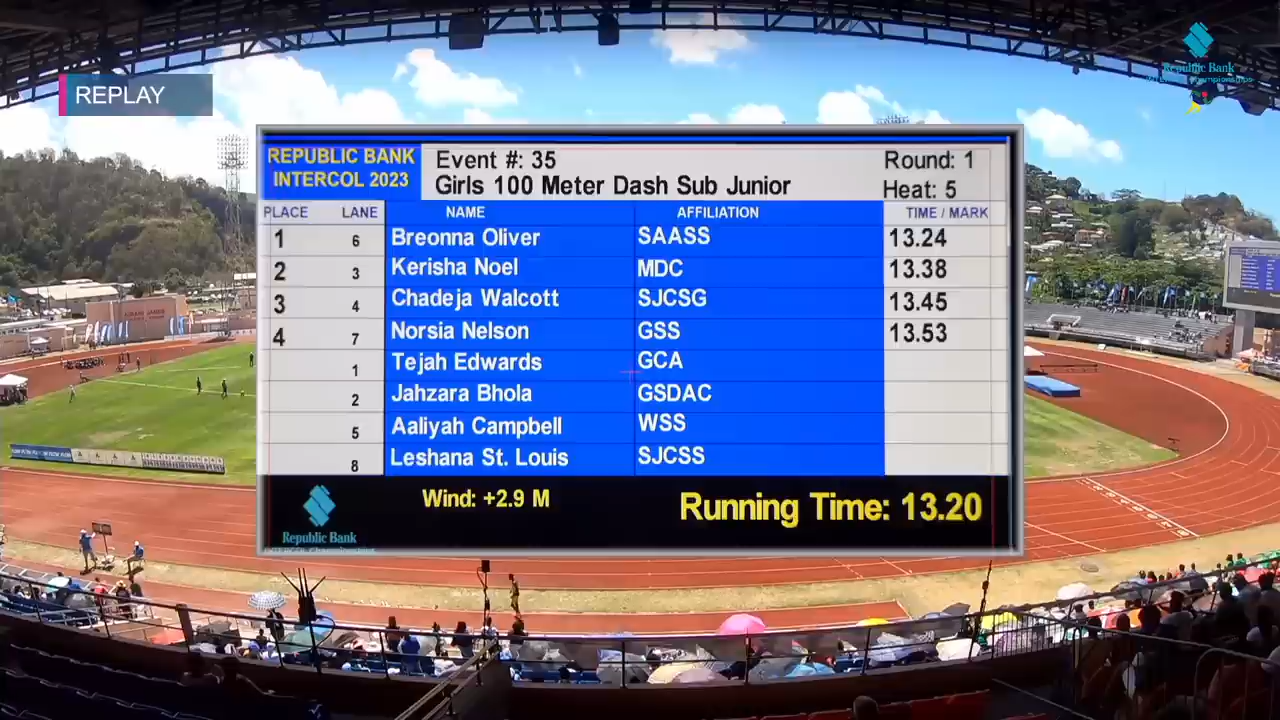 Republic Bank
REPLAY
REPUBLIC BANK
INTERCOL 2023
Event #: 35
Girls 100 Meter Dash Sub Junior
Round: 1
Heat: 5
PLACE LANE NAME AFFILIATION TIME / MARK
1 6 Breonna Oliver SAASS 13.24
2 3 Kerisha Noel MDC 13.38
3 4 Chadeja Walcott SJCSG 13.45
4 7 Norsia Nelson GSS 13.53
1 Tejah Edwards GCA
2 Jahzara Bhola GSDAC
5 Aaliyah Campbell WSS
8 Leshana St. Louis SJCSS
Wind: +2.9 M
Running Time: 13.20
Republic Bank